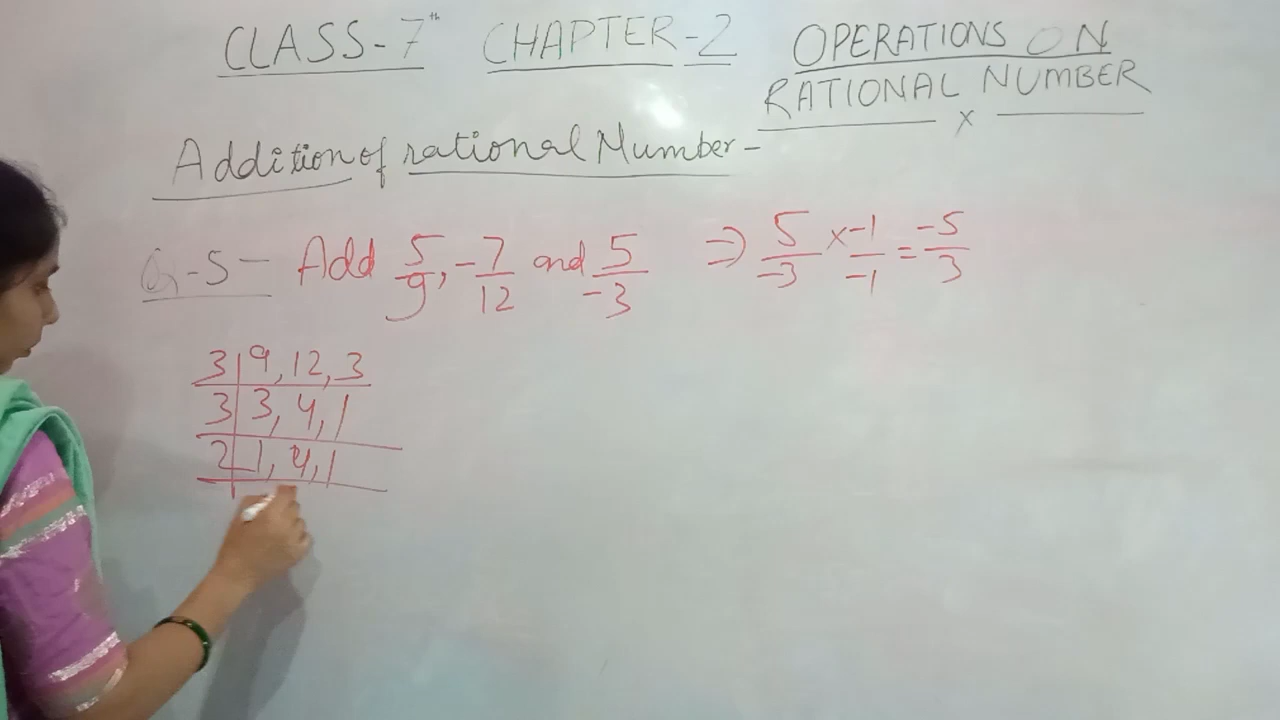 CLASS-7th CHAPTER-2 OPERATIONS ON
RATIONAL NUMBER
x
Addition of rational Number-
Q-5- Add 5/9, -7/12 and 5/-3 ⇒ 5/-3 × -1/-1 = -5/3
3 | 9, 12, 3
3 | 3, 4, 1
2 | 1, 4, 1